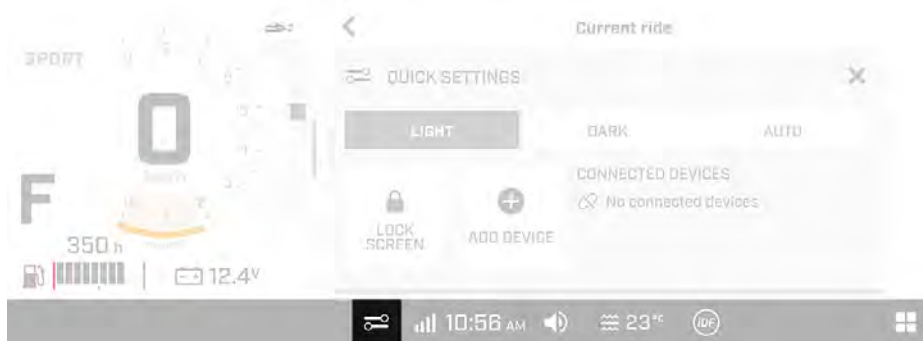 SPORT
0
F
350 h
12.4V
Current ride
QUICK SETTINGS
LIGHT
DARK
AUTO
CONNECTED DEVICES
No connected devices
LOCK
SCREEN
ADD DEVICE
10:56 AM
23°C
iDF